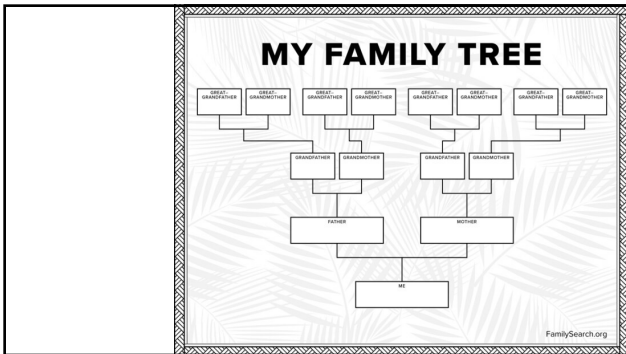 MY FAMILY TREE
GREAT-
GRANDFATHER
GREAT-
GRANDMOTHER
GREAT-
GRANDFATHER
GREAT-
GRANDMOTHER
GREAT-
GRANDFATHER
GREAT-
GRANDMOTHER
GREAT-
GRANDFATHER
GREAT-
GRANDMOTHER
GRANDFATHER
GRANDMOTHER
GRANDFATHER
GRANDMOTHER
FATHER
MOTHER
ME
FamilySearch.org